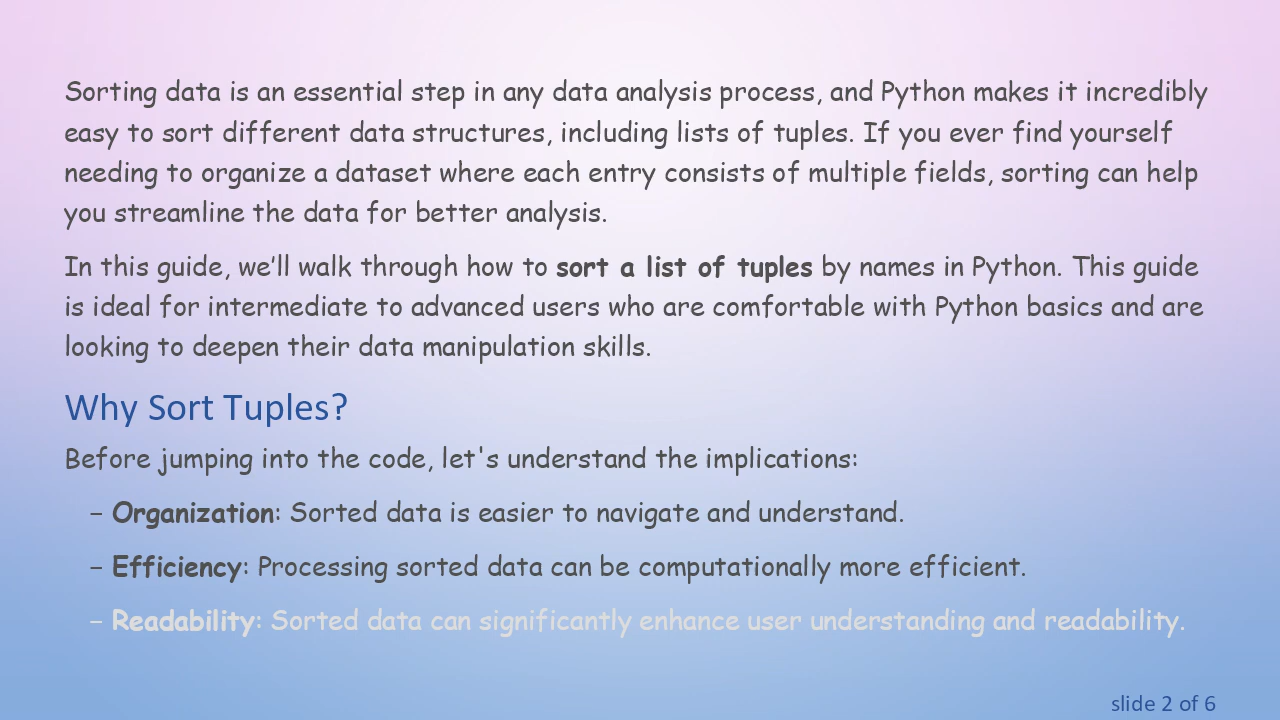 Sorting data is an essential step in any data analysis process, and Python makes it incredibly
easy to sort different data structures, including lists of tuples. If you ever find yourself
needing to organize a dataset where each entry consists of multiple fields, sorting can help
you streamline the data for better analysis.
In this guide, we’ll walk through how to sort a list of tuples by names in Python. This guide
is ideal for intermediate to advanced users who are comfortable with Python basics and are
looking to deepen their data manipulation skills.
Why Sort Tuples?
Before jumping into the code, let's understand the implications:
– Organization: Sorted data is easier to navigate and understand.
– Efficiency: Processing sorted data can be computationally more efficient.
– Readability: Sorted data can significantly enhance user understanding and readability.
slide 2 of 6